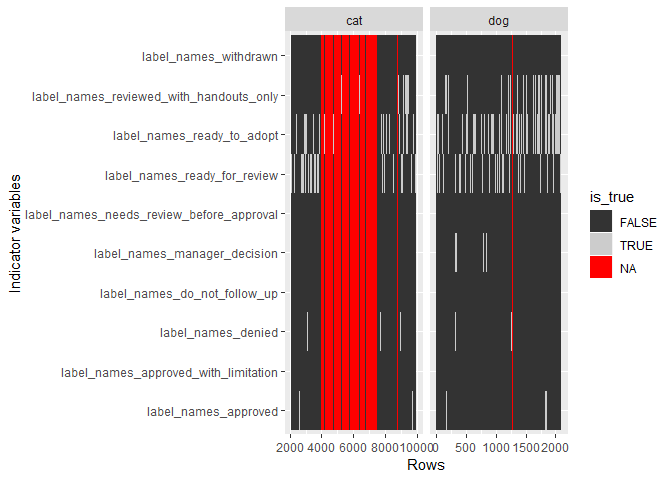 cat dog
label_names_withdrawn
label_names_reviewed_with_handouts_only
label_names_ready_to_adopt
label_names_ready_for_review
label_names_needs_review_before_approval
label_names_manager_decision
label_names_do_not_follow_up
label_names_denied
label_names_approved_with_limitation
label_names_approved
Indicator variables
2000 4000 6000 8000 10000 0 500 1000 1500 2000
Rows
is_true
FALSE
TRUE
NA